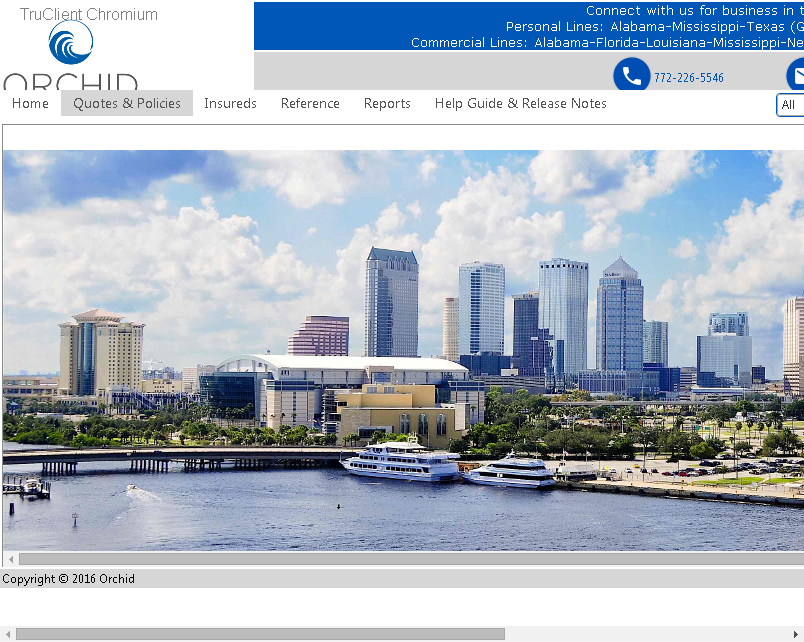 TruClient Chromium
ORCHID
Connect with us for business in
Personal Lines: Alabama-Mississippi-Texas
Commercial Lines: Alabama-Florida-Louisiana-Mississippi-Ne
772-226-5546
Home Quotes & Policies Insureds Reference Reports Help Guide & Release Notes All
Copyright © 2016 Orchid